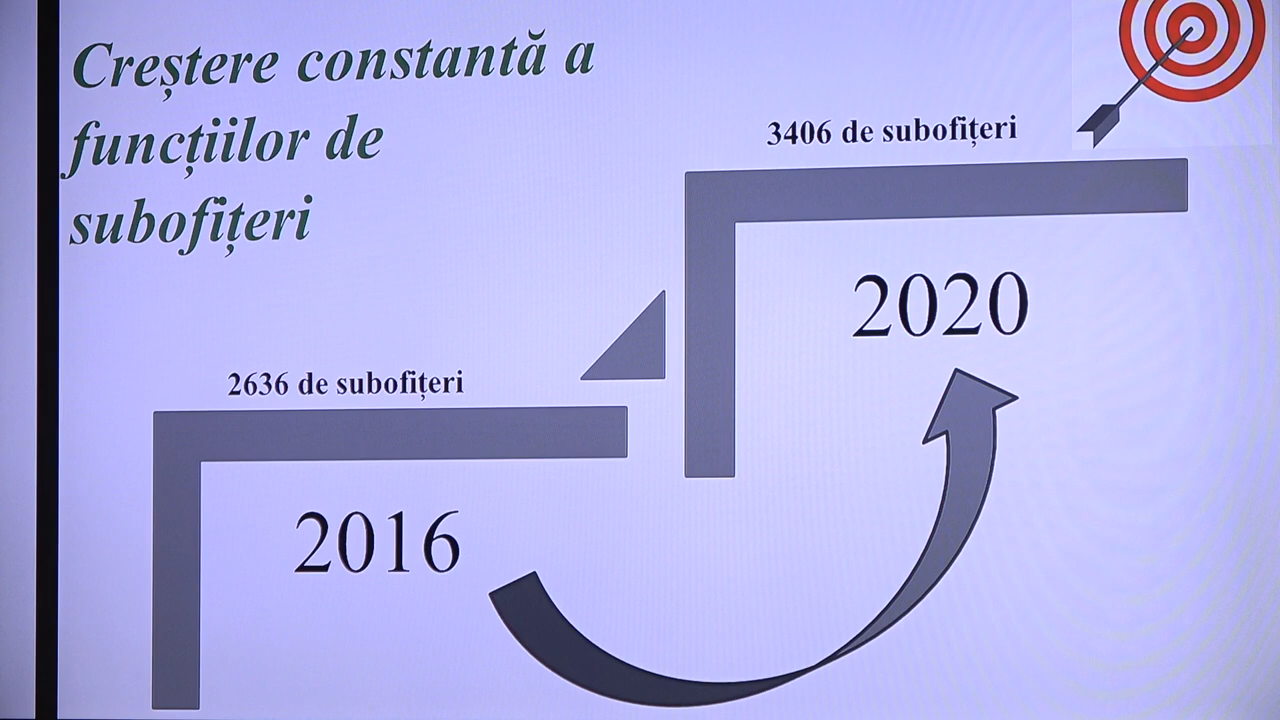 Creștere constantă a
funcțiilor de
subofițeri
3406 de subofițeri
2020
2636 de subofițeri
2016